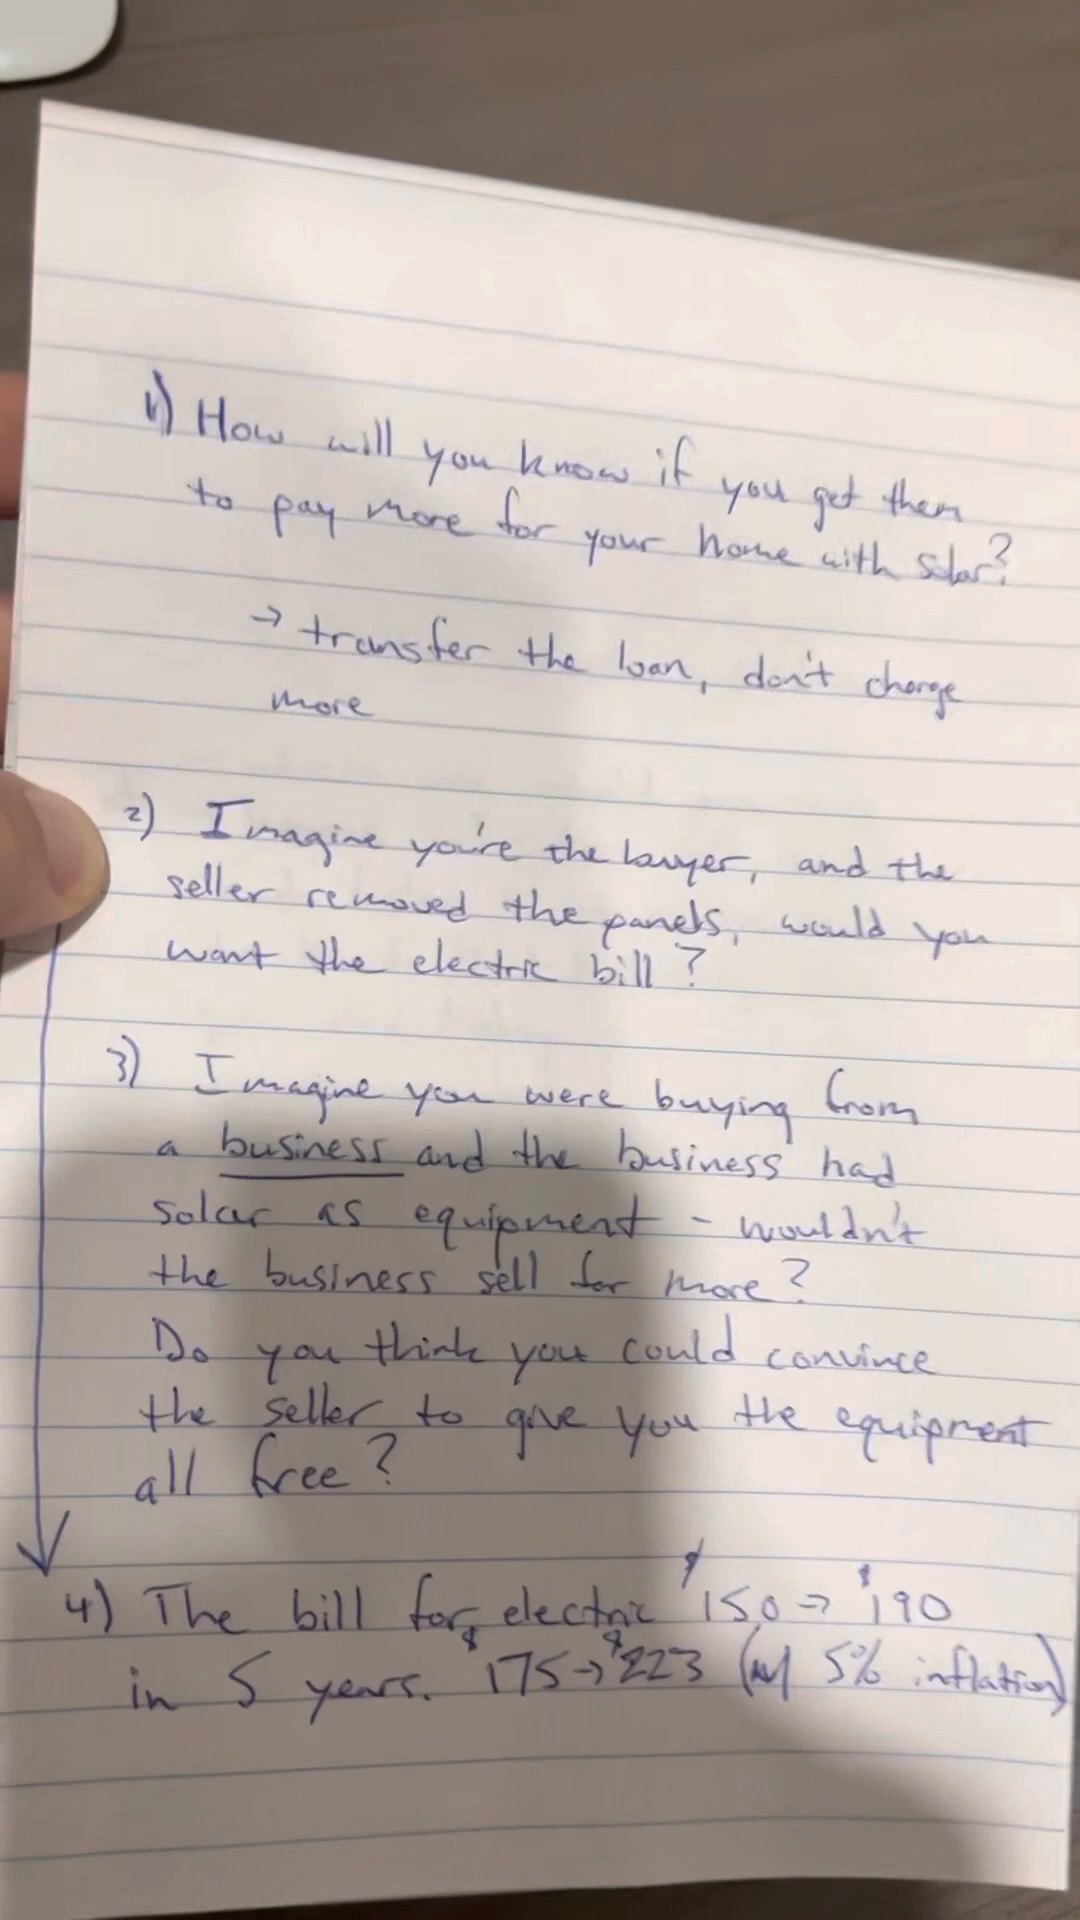 1) How will you know if you get them
to pay more for your home with solar?
→ transfer the loan, don't charge
more
2) Imagine you're the buyer, and the
seller removed the panels, would you
want the electric bill?
3) Imagine you were buying from
a business and the business had
solar as equipment - wouldn't
the business sell for more?
Do you think you could convince
the seller to give you the equipment
all free?
4) The bill for electric $150 → $190
in 5 years. $175 → $223 (w/ 5% inflation)